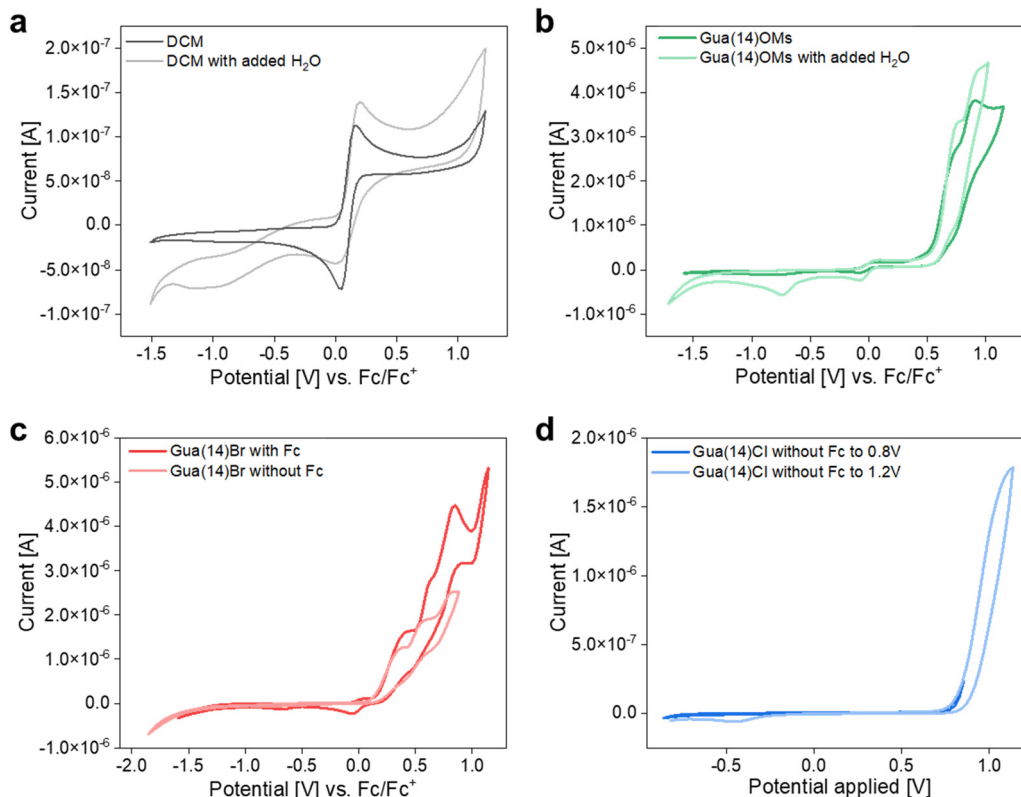 a
DCM
DCM with added H₂O
2.0×10⁻⁷
1.5×10⁻⁷
1.0×10⁻⁷
5.0×10⁻⁸
0.0
-5.0×10⁻⁸
-1.0×10⁻⁷
Current [A]
-1.5 -1.0 -0.5 0.0 0.5 1.0
Potential [V] vs. Fc/Fc⁺
b
Gua(14)OMs
Gua(14)OMs with added H₂O
5.0×10⁻⁶
4.0×10⁻⁶
3.0×10⁻⁶
2.0×10⁻⁶
1.0×10⁻⁶
0.0
-1.0×10⁻⁶
Current [A]
-1.5 -1.0 -0.5 0.0 0.5 1.0
Potential [V] vs. Fc/Fc⁺
c
Gua(14)Br with Fc
Gua(14)Br without Fc
6.0×10⁻⁶
5.0×10⁻⁶
4.0×10⁻⁶
3.0×10⁻⁶
2.0×10⁻⁶
1.0×10⁻⁶
0.0
-1.0×10⁻⁶
Current [A]
-2.0 -1.5 -1.0 -0.5 0.0 0.5 1.0
Potential [V] vs. Fc/Fc⁺
d
Gua(14)Cl without Fc to 0.8V
Gua(14)Cl without Fc to 1.2V
2.0×10⁻⁶
1.5×10⁻⁶
1.0×10⁻⁶
5.0×10⁻⁷
0.0
Current [A]
-0.5 0.0 0.5 1.0
Potential applied [V]